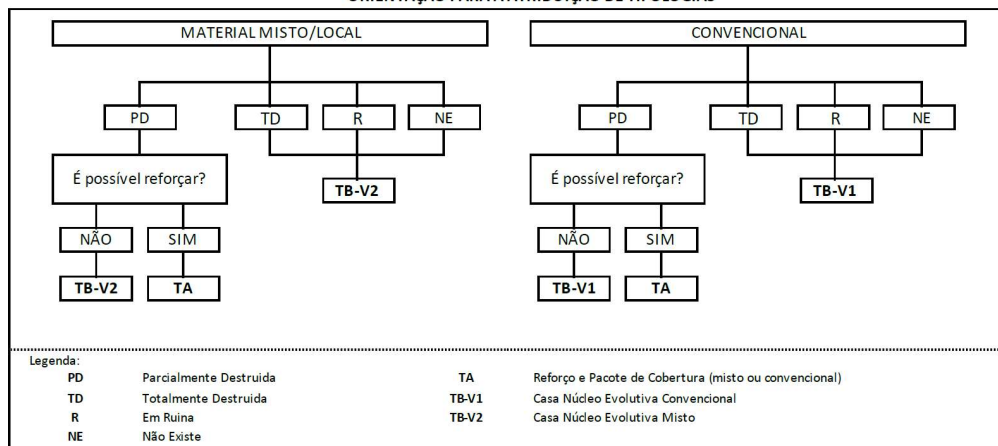 MATERIAL MISTO/LOCAL
CONVENCIONAL
PD
TD
R
NE
PD
TD
R
NE
É possível reforçar?
TB-V2
É possível reforçar?
TB-V1
NÃO
SIM
NÃO
SIM
TB-V2
TA
TB-V1
TA
Legenda:
PD Parcialmente Destruida
TA Reforço e Pacote de Cobertura (misto ou convencional)
TD Totalmente Destruida
TB-V1 Casa Núcleo Evolutiva Convencional
R Em Ruina
TB-V2 Casa Núcleo Evolutiva Misto
NE Não Existe